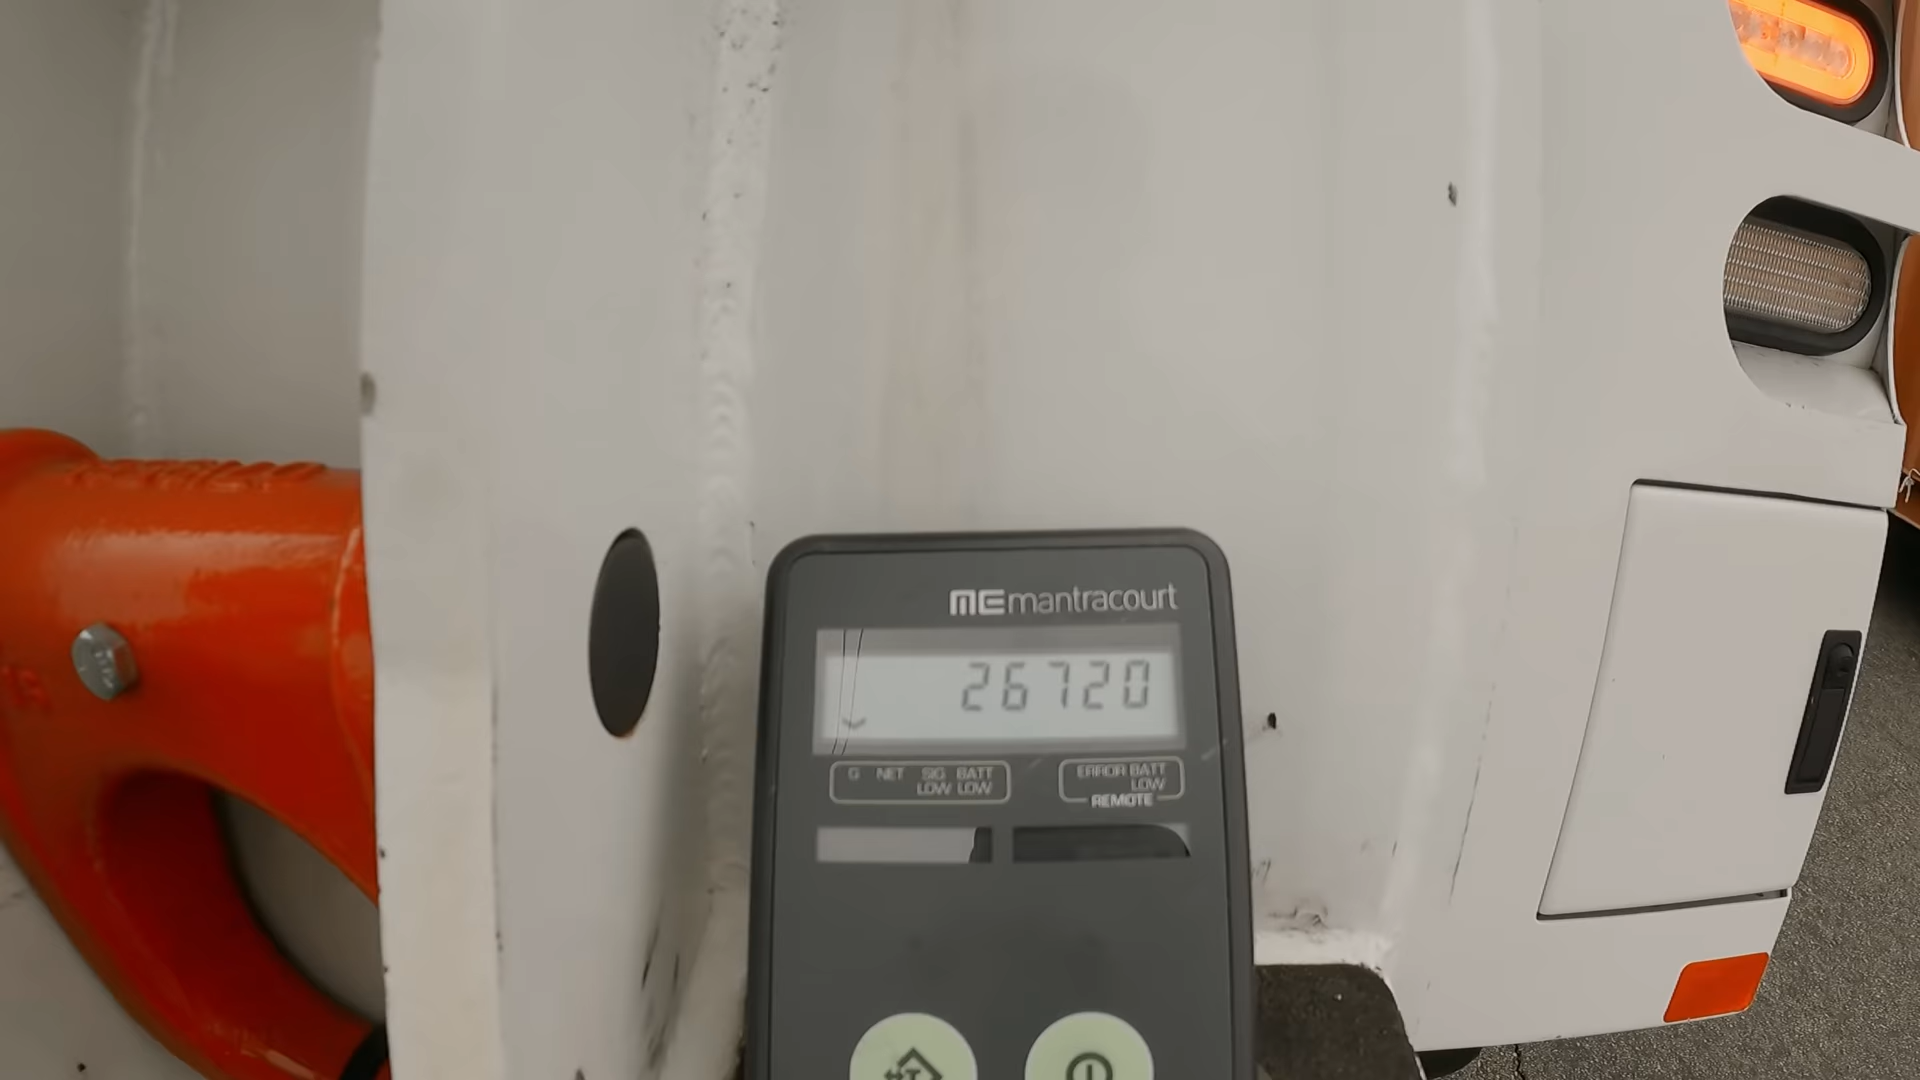 mantracourt
26720
G NET SIG LOW BATT LOW
ERROR BATT LOW
REMOTE